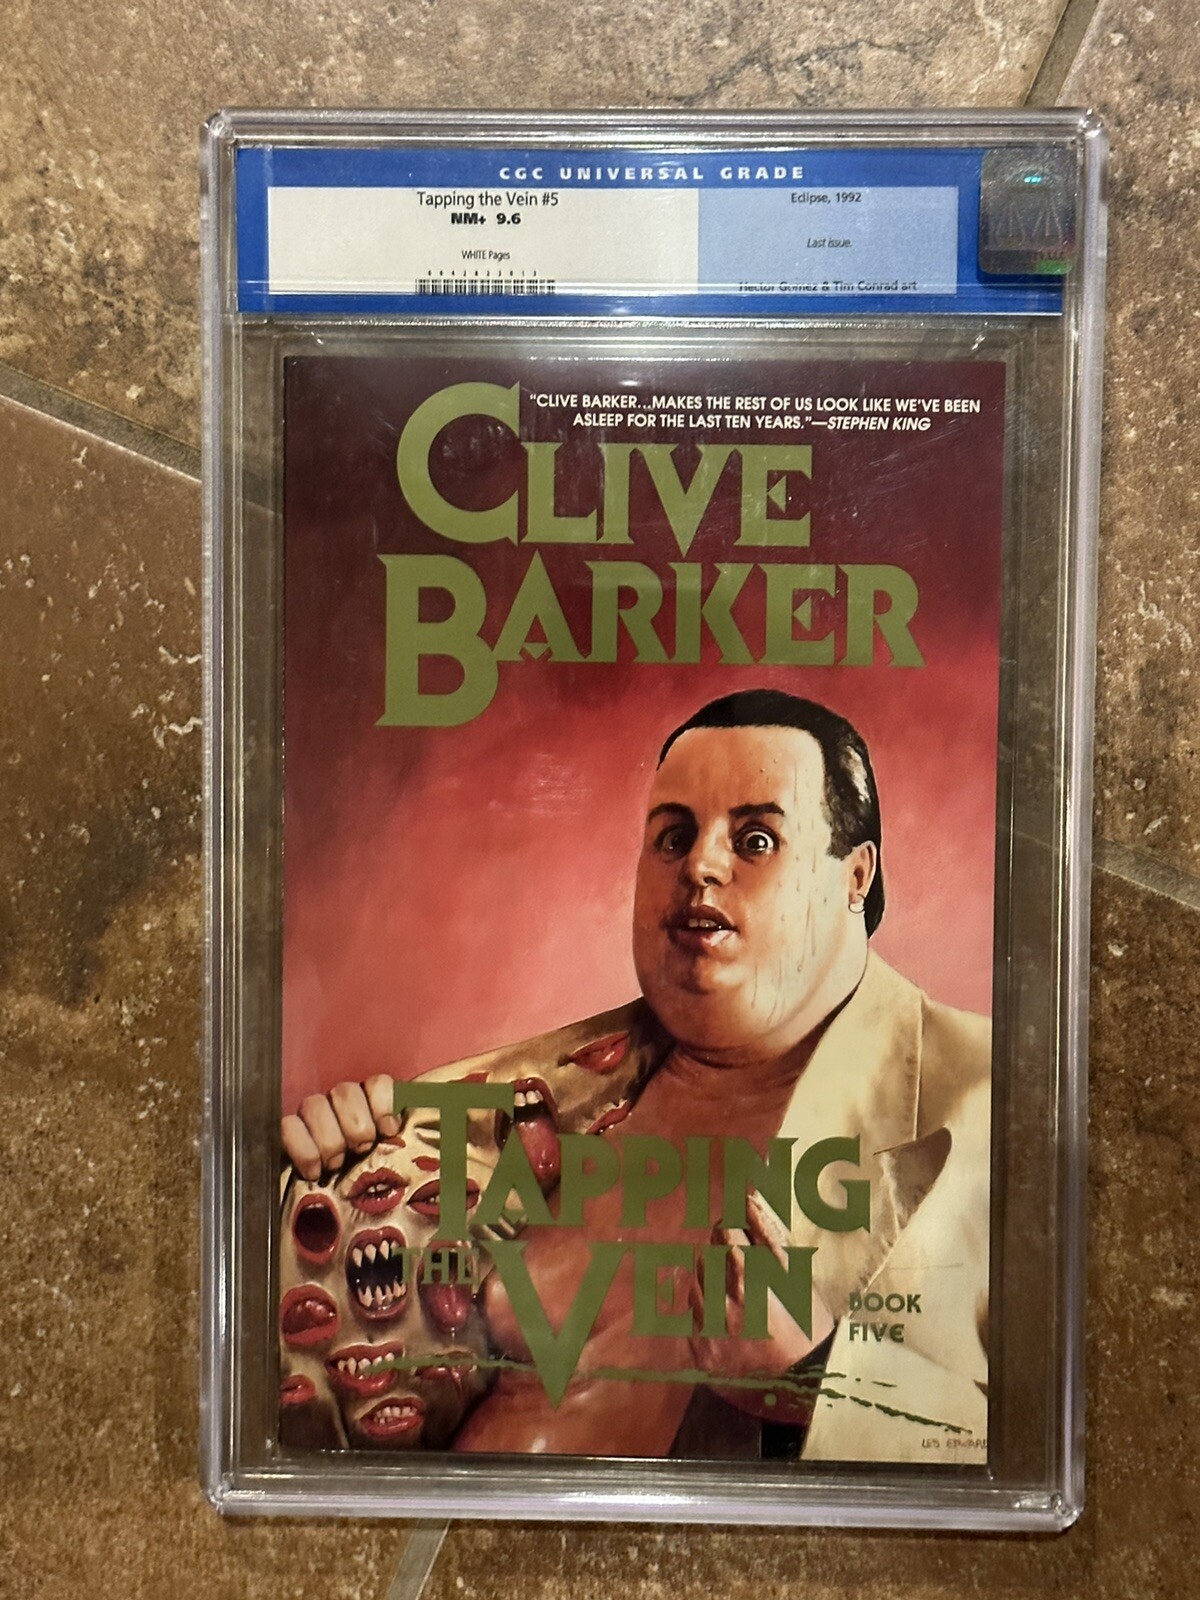 CGC UNIVERSAL GRADE
Tapping the Vein #5
NM+ 9.6
WHITE Pages
Eclipse, 1992
Last issue.
Hector Gomez & Tim Conrad art
"CLIVE BARKER...MAKES THE REST OF US LOOK LIKE WE'VE BEEN
ASLEEP FOR THE LAST TEN YEARS."—STEPHEN KING
CLIVE
BARKER
TAPPING
THE VEIN
BOOK
FIVE
LES EDWARD